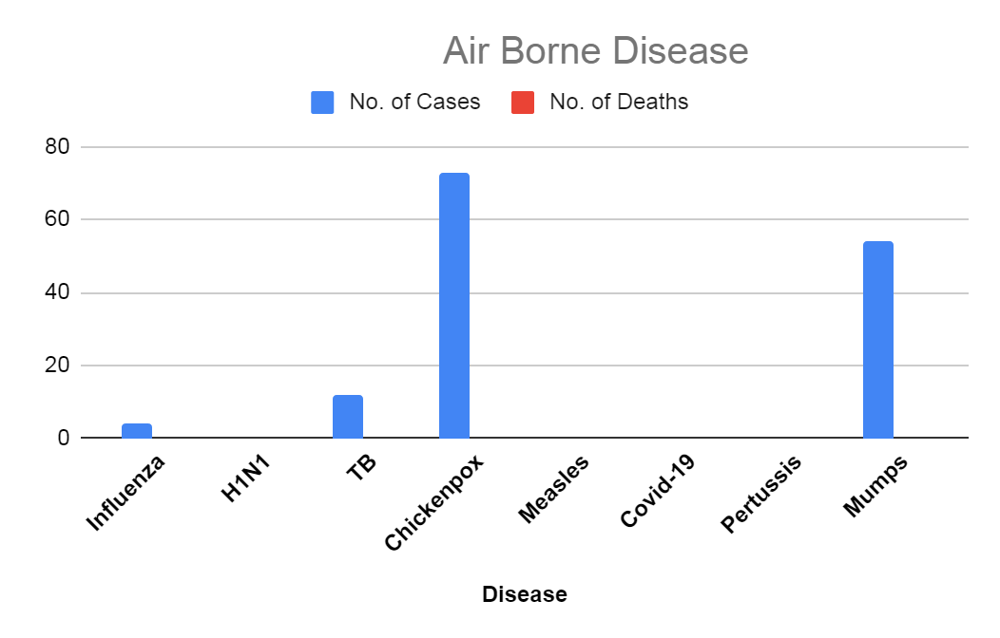 Air Borne Disease
No. of Cases No. of Deaths
80
60
40
20
0
Influenza H1N1 TB Chickenpox Measles Covid-19 Pertussis Mumps
Disease